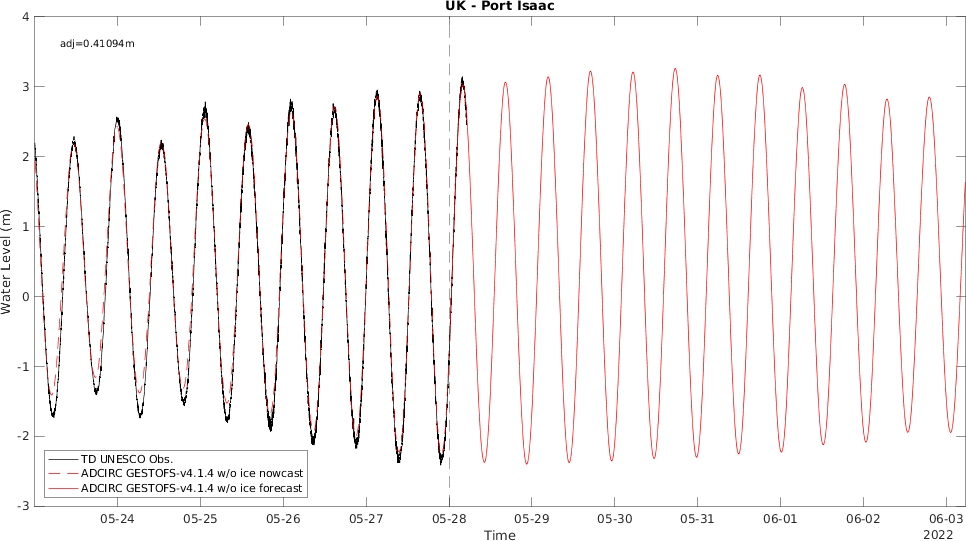 UK - Port Isaac
adj=0.41094m
4
3
2
1
0
-1
-2
-3
Water Level (m)
TD UNESCO Obs.
ADCIRC GESTOFS-v4.1.4 w/o ice nowcast
ADCIRC GESTOFS-v4.1.4 w/o ice forecast
05-24 05-25 05-26 05-27 05-28 05-29 05-30 05-31 06-01 06-02 06-03
Time
2022